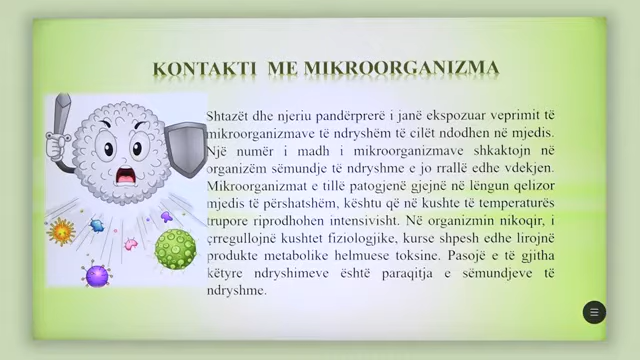 KONTAKTI ME MIKROORGANIZMA
Shtazët dhe njeriu pandërprerë i janë ekspozuar veprimit të
mikroorganizmave të ndryshëm të cilët ndodhen në mjedis.
Një numër i madh i mikroorganizmave shkaktojn në
organizëm sëmundje të ndryshme e jo rrallë edhe vdekjen.
Mikroorganizmat e tillë patogjenë gjejnë në lëngun qelizor
mjedis të përshatshëm, kështu që në kushte të temperaturës
trupore riprodhohen intensivisht. Në organizmin nikoqir, i
çrregullojnë kushtet fiziologjike, kurse shpesh edhe lirojnë
produkte metabolike helmuese toksine. Pasojë e të gjitha
këtyre ndryshimeve është paraqitja e sëmundjeve të
ndryshme.